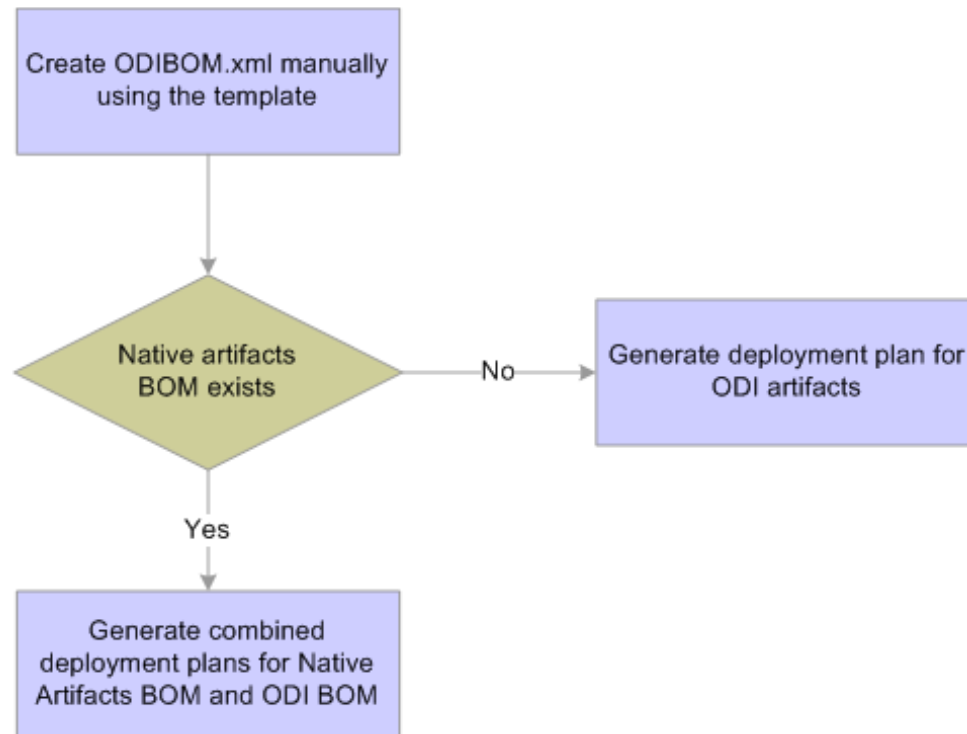 Create ODIBOM.xml manually
using the template
Native artifacts
BOM exists
No
Generate deployment plan for
ODI artifacts
Yes
Generate combined
deployment plans for Native
Artifacts BOM and ODI BOM